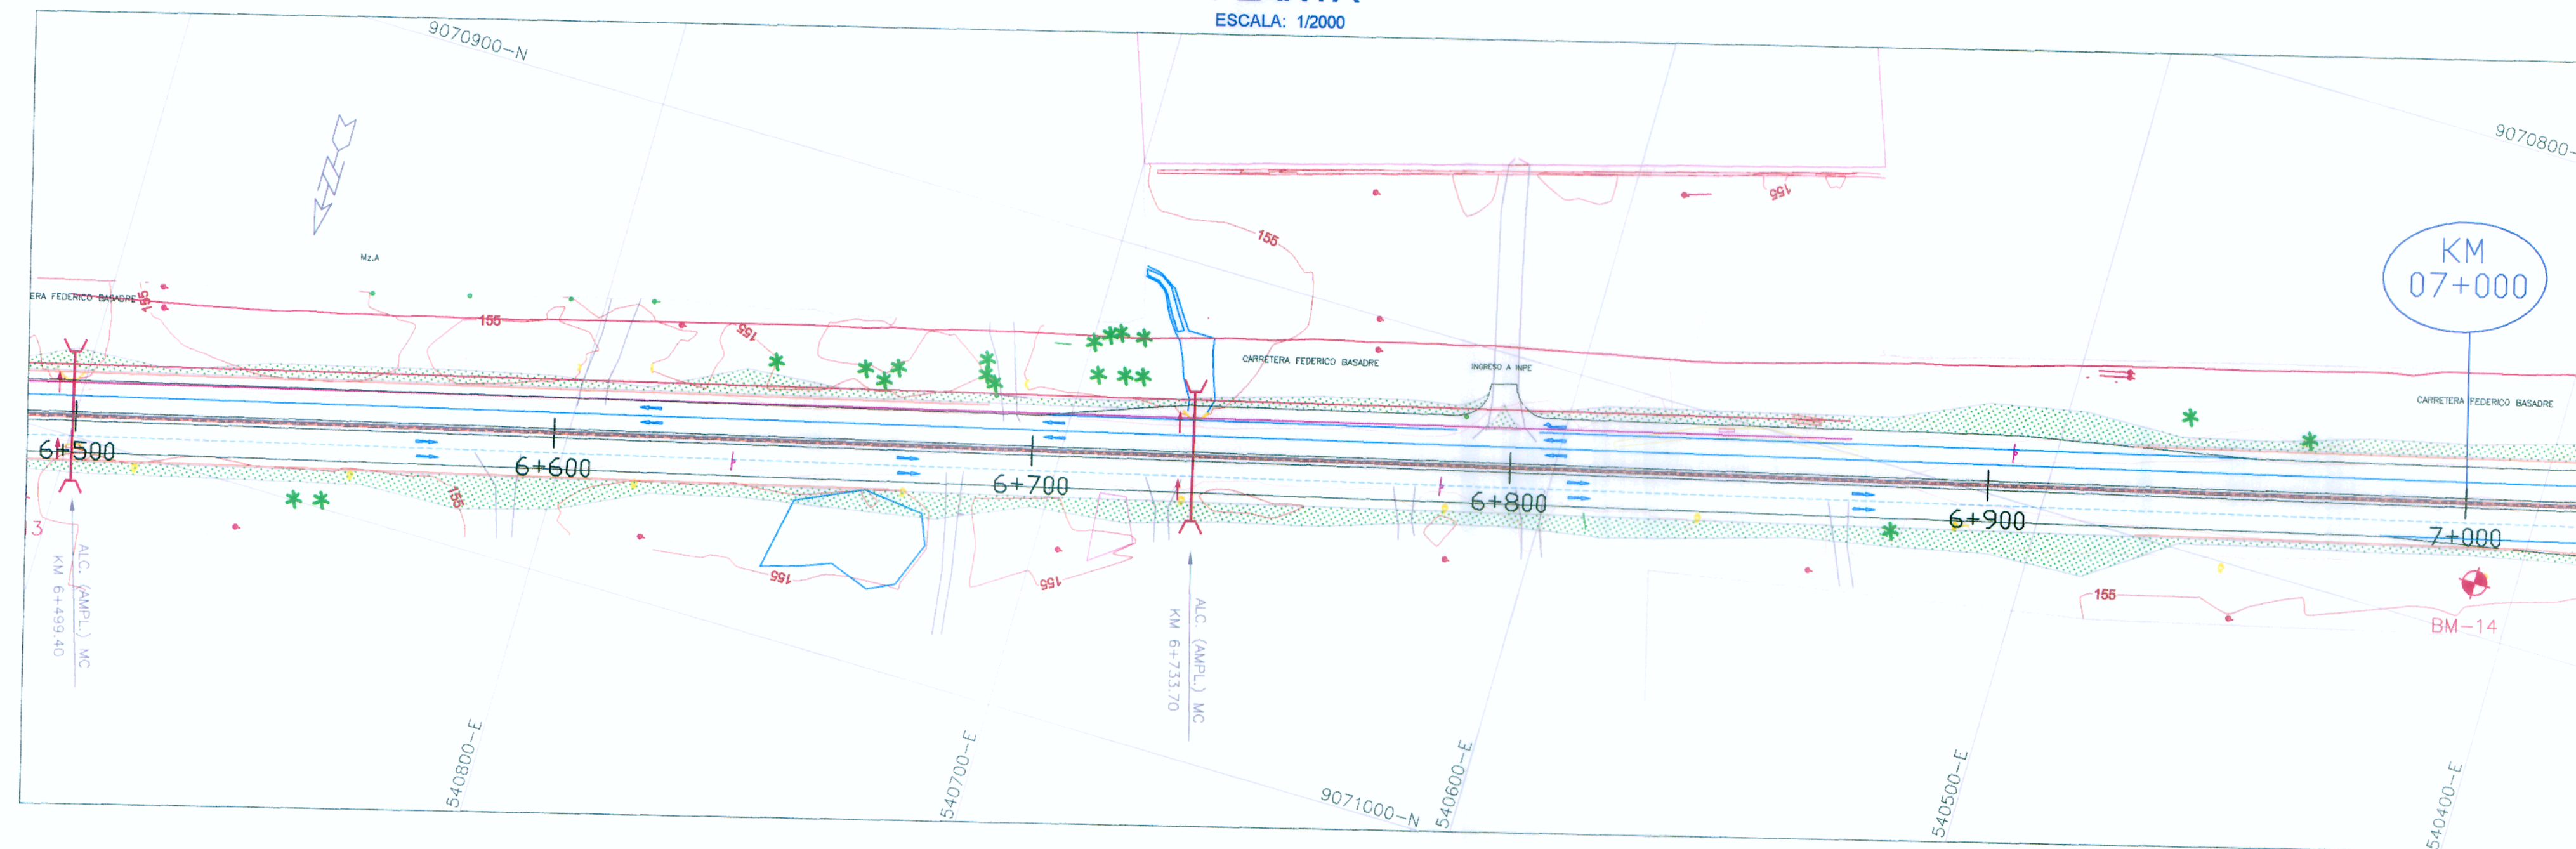 ESCALA: 1/2000
9070900-N
9070800-
155
155
MZ.A
KM
07+000
ERA FEDERICO BASADRE
155
155
155
CARRETERA FEDERICO BASADRE
INGRESO A INPE
CARRETERA FEDERICO BASADRE
6+500
6+600
6+700
6+800
6+900
7+000
155
3
155
155
155
BM-14
ALC. (AMPL.) MC
KM 6+499.40
ALC. (AMPL.) MC
KM 6+733.70
540800-E
540700-E
540600-E
540500-E
540400-E
9071000-N